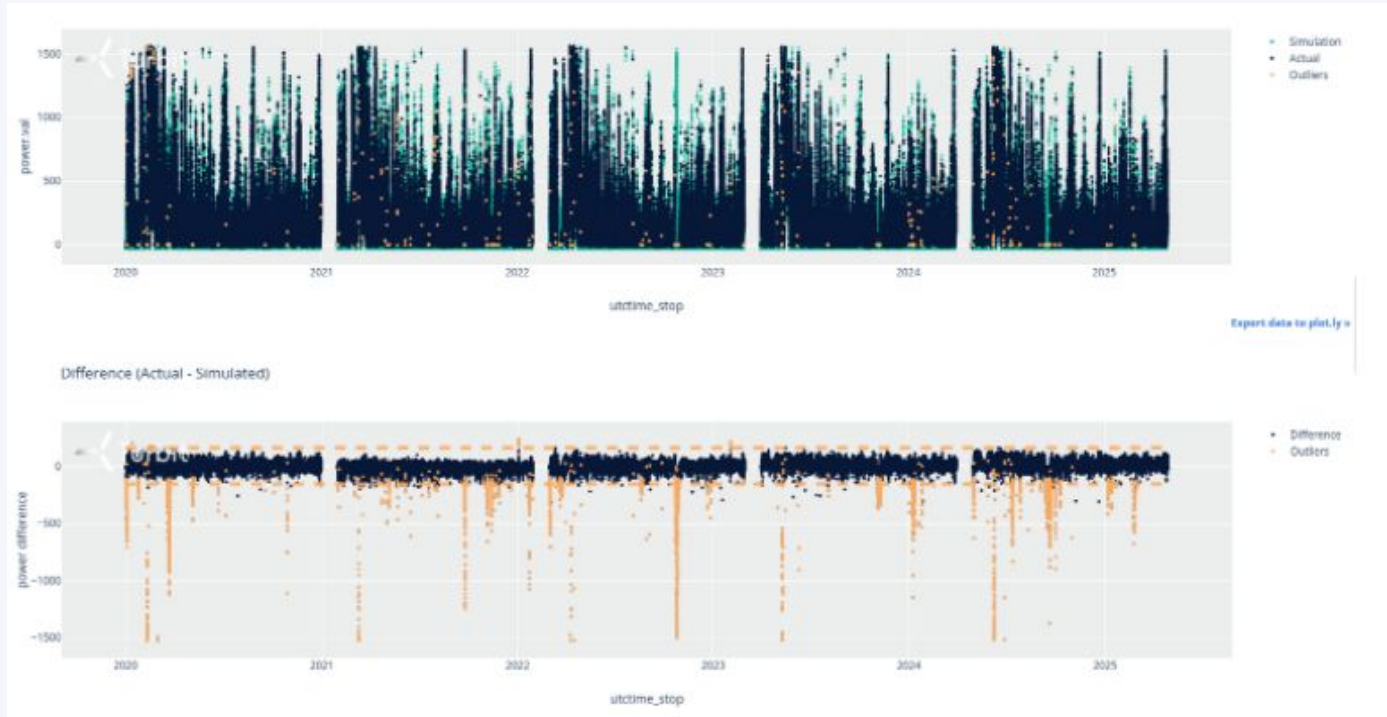 Simulation
Actual
Outliers
1500
1000
500
0
power.val
2020
2021
2022
2023
2024
2025
utctime_stop
Export data to plot.ly »
Difference (Actual - Simulated)
Difference
Outliers
0
−500
−1000
−1500
power difference
2020
2021
2022
2023
2024
2025
utctime_stop